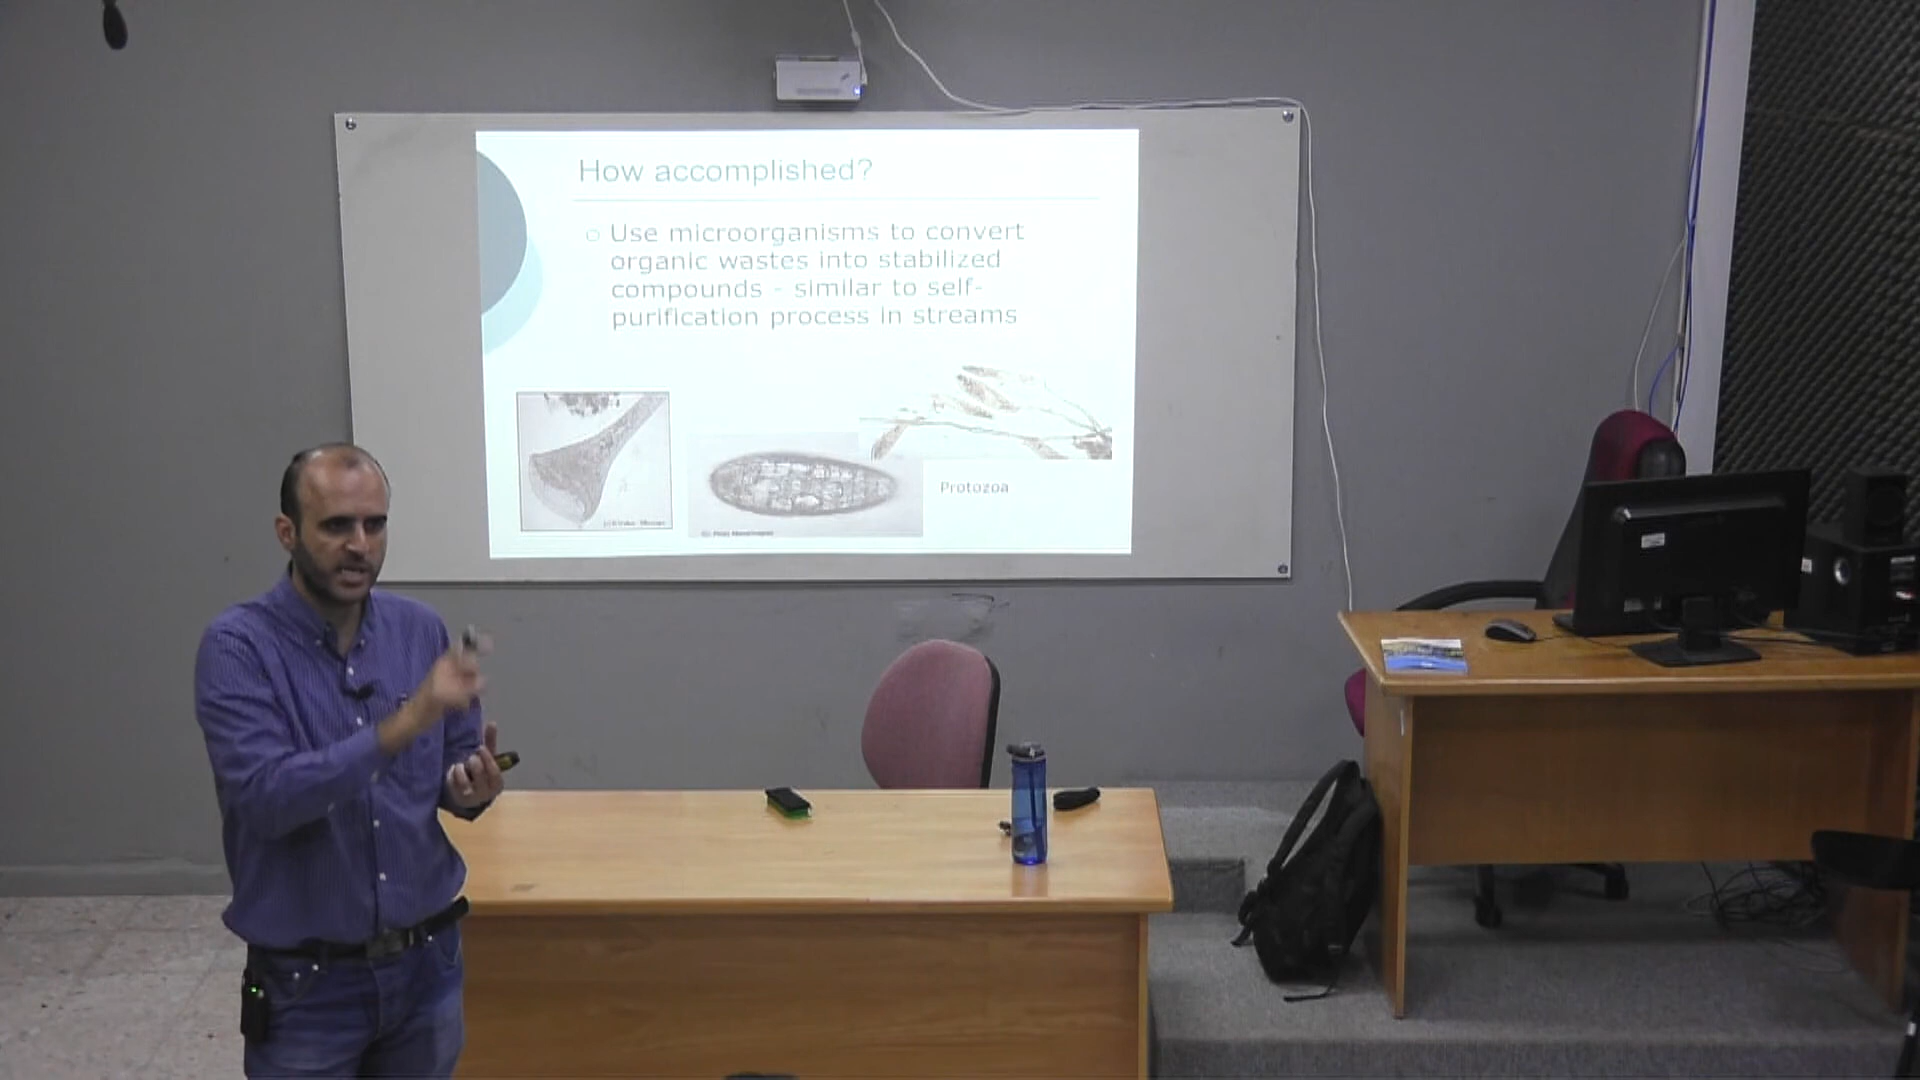 How accomplished?
Use microorganisms to convert
organic wastes into stabilized
compounds - similar to self-
purification process in streams
Protozoa